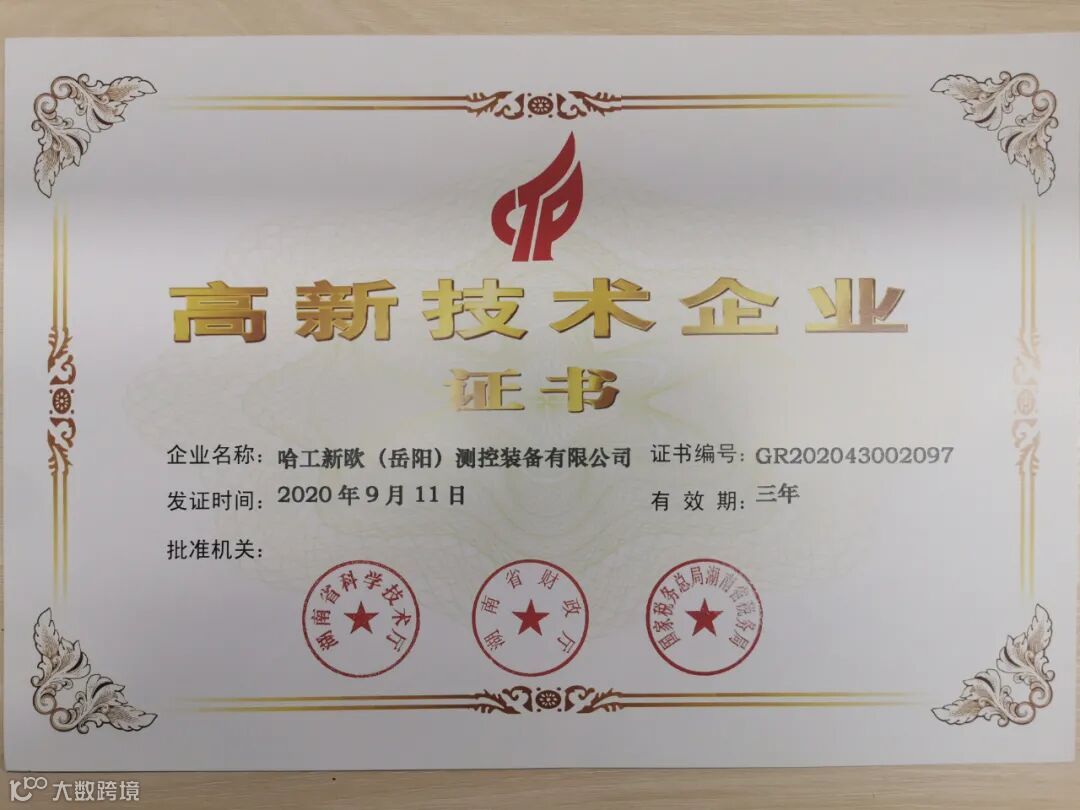 CTP
高新技术企业
证书
企业名称：哈工新欧（岳阳）测控装备有限公司 证书编号：GR202043002097
发证时间：2020年9月11日 有效期：三年
批准机关：
湖南省科学技术厅
湖南省财政厅
国家税务总局湖南省税务局
大数跨境